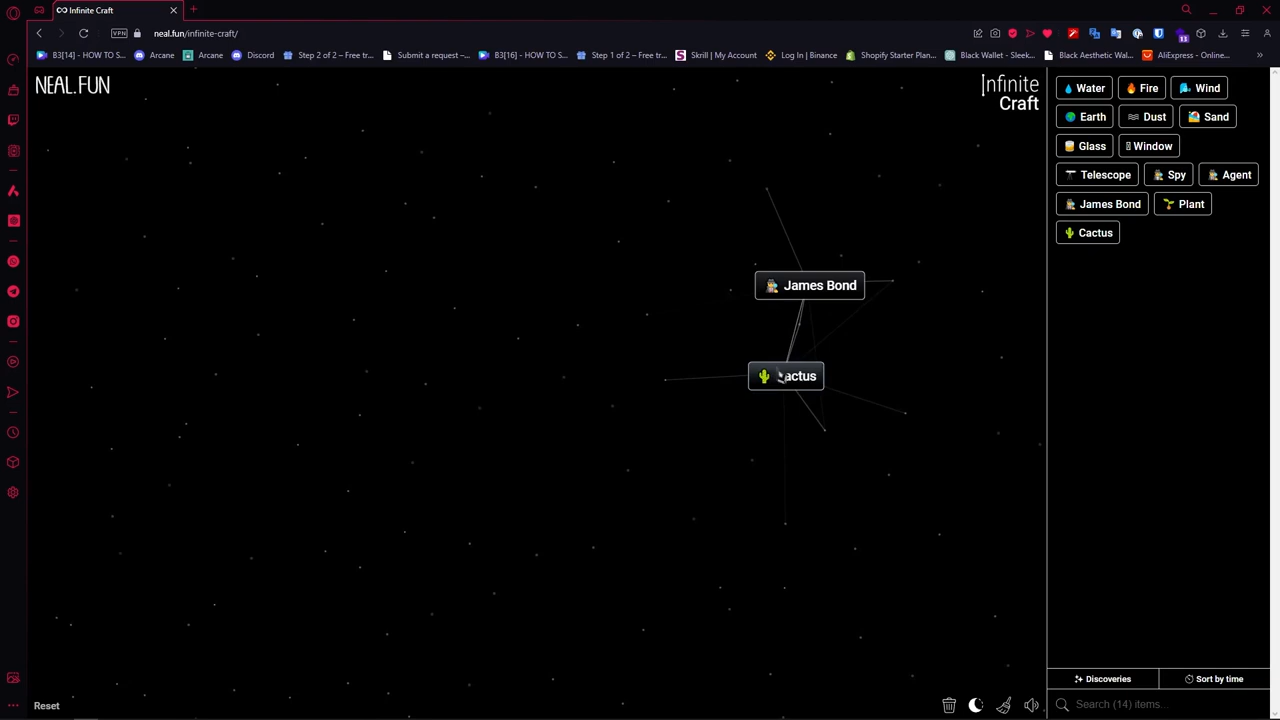 Infinite Craft
VPN
neal.fun/infinite-craft/
B3[14] - HOW TO S...
Arcane
Arcane
Discord
Step 2 of 2 – Free tr...
Submit a request –...
B3[16] - HOW TO S...
Step 1 of 2 – Free tr...
Skrill | My Account
Log In | Binance
Shopify Starter Plan...
Black Wallet - Sleek...
Black Aesthetic Wal...
AliExpress - Online...
NEAL.FUN
Infinite
Craft
Water
Fire
Wind
Earth
Dust
Sand
Glass
Window
Telescope
Spy
Agent
James Bond
Plant
Cactus
James Bond
Cactus
Discoveries
Sort by time
Reset
Search (14) items...